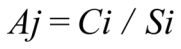 Aj = Ci / Si